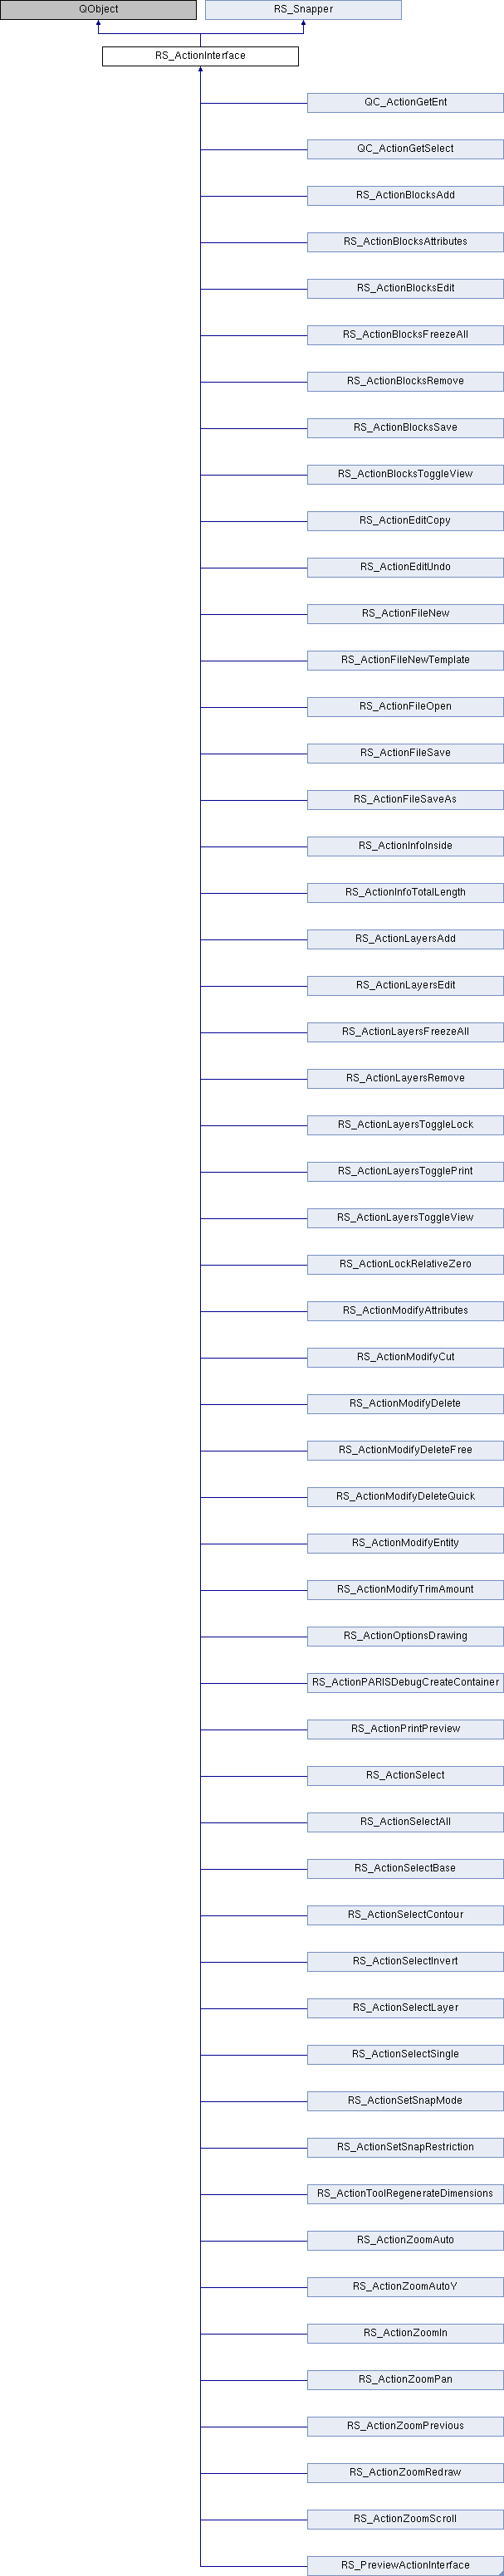 QObject
RS_Snapper
RS_ActionInterface
QC_ActionGetEnt
QC_ActionGetSelect
RS_ActionBlocksAdd
RS_ActionBlocksAttributes
RS_ActionBlocksEdit
RS_ActionBlocksFreezeAll
RS_ActionBlocksRemove
RS_ActionBlocksSave
RS_ActionBlocksToggleView
RS_ActionEditCopy
RS_ActionEditUndo
RS_ActionFileNew
RS_ActionFileNewTemplate
RS_ActionFileOpen
RS_ActionFileSave
RS_ActionFileSaveAs
RS_ActionInfoInside
RS_ActionInfoTotalLength
RS_ActionLayersAdd
RS_ActionLayersEdit
RS_ActionLayersFreezeAll
RS_ActionLayersRemove
RS_ActionLayersToggleLock
RS_ActionLayersTogglePrint
RS_ActionLayersToggleView
RS_ActionLockRelativeZero
RS_ActionModifyAttributes
RS_ActionModifyCut
RS_ActionModifyDelete
RS_ActionModifyDeleteFree
RS_ActionModifyDeleteQuick
RS_ActionModifyEntity
RS_ActionModifyTrimAmount
RS_ActionOptionsDrawing
RS_ActionPARISDebugCreateContainer
RS_ActionPrintPreview
RS_ActionSelect
RS_ActionSelectAll
RS_ActionSelectBase
RS_ActionSelectContour
RS_ActionSelectInvert
RS_ActionSelectLayer
RS_ActionSelectSingle
RS_ActionSetSnapMode
RS_ActionSetSnapRestriction
RS_ActionToolRegenerateDimensions
RS_ActionZoomAuto
RS_ActionZoomAutoY
RS_ActionZoomIn
RS_ActionZoomPan
RS_ActionZoomPrevious
RS_ActionZoomRedraw
RS_ActionZoomScroll
RS_PreviewActionInterface